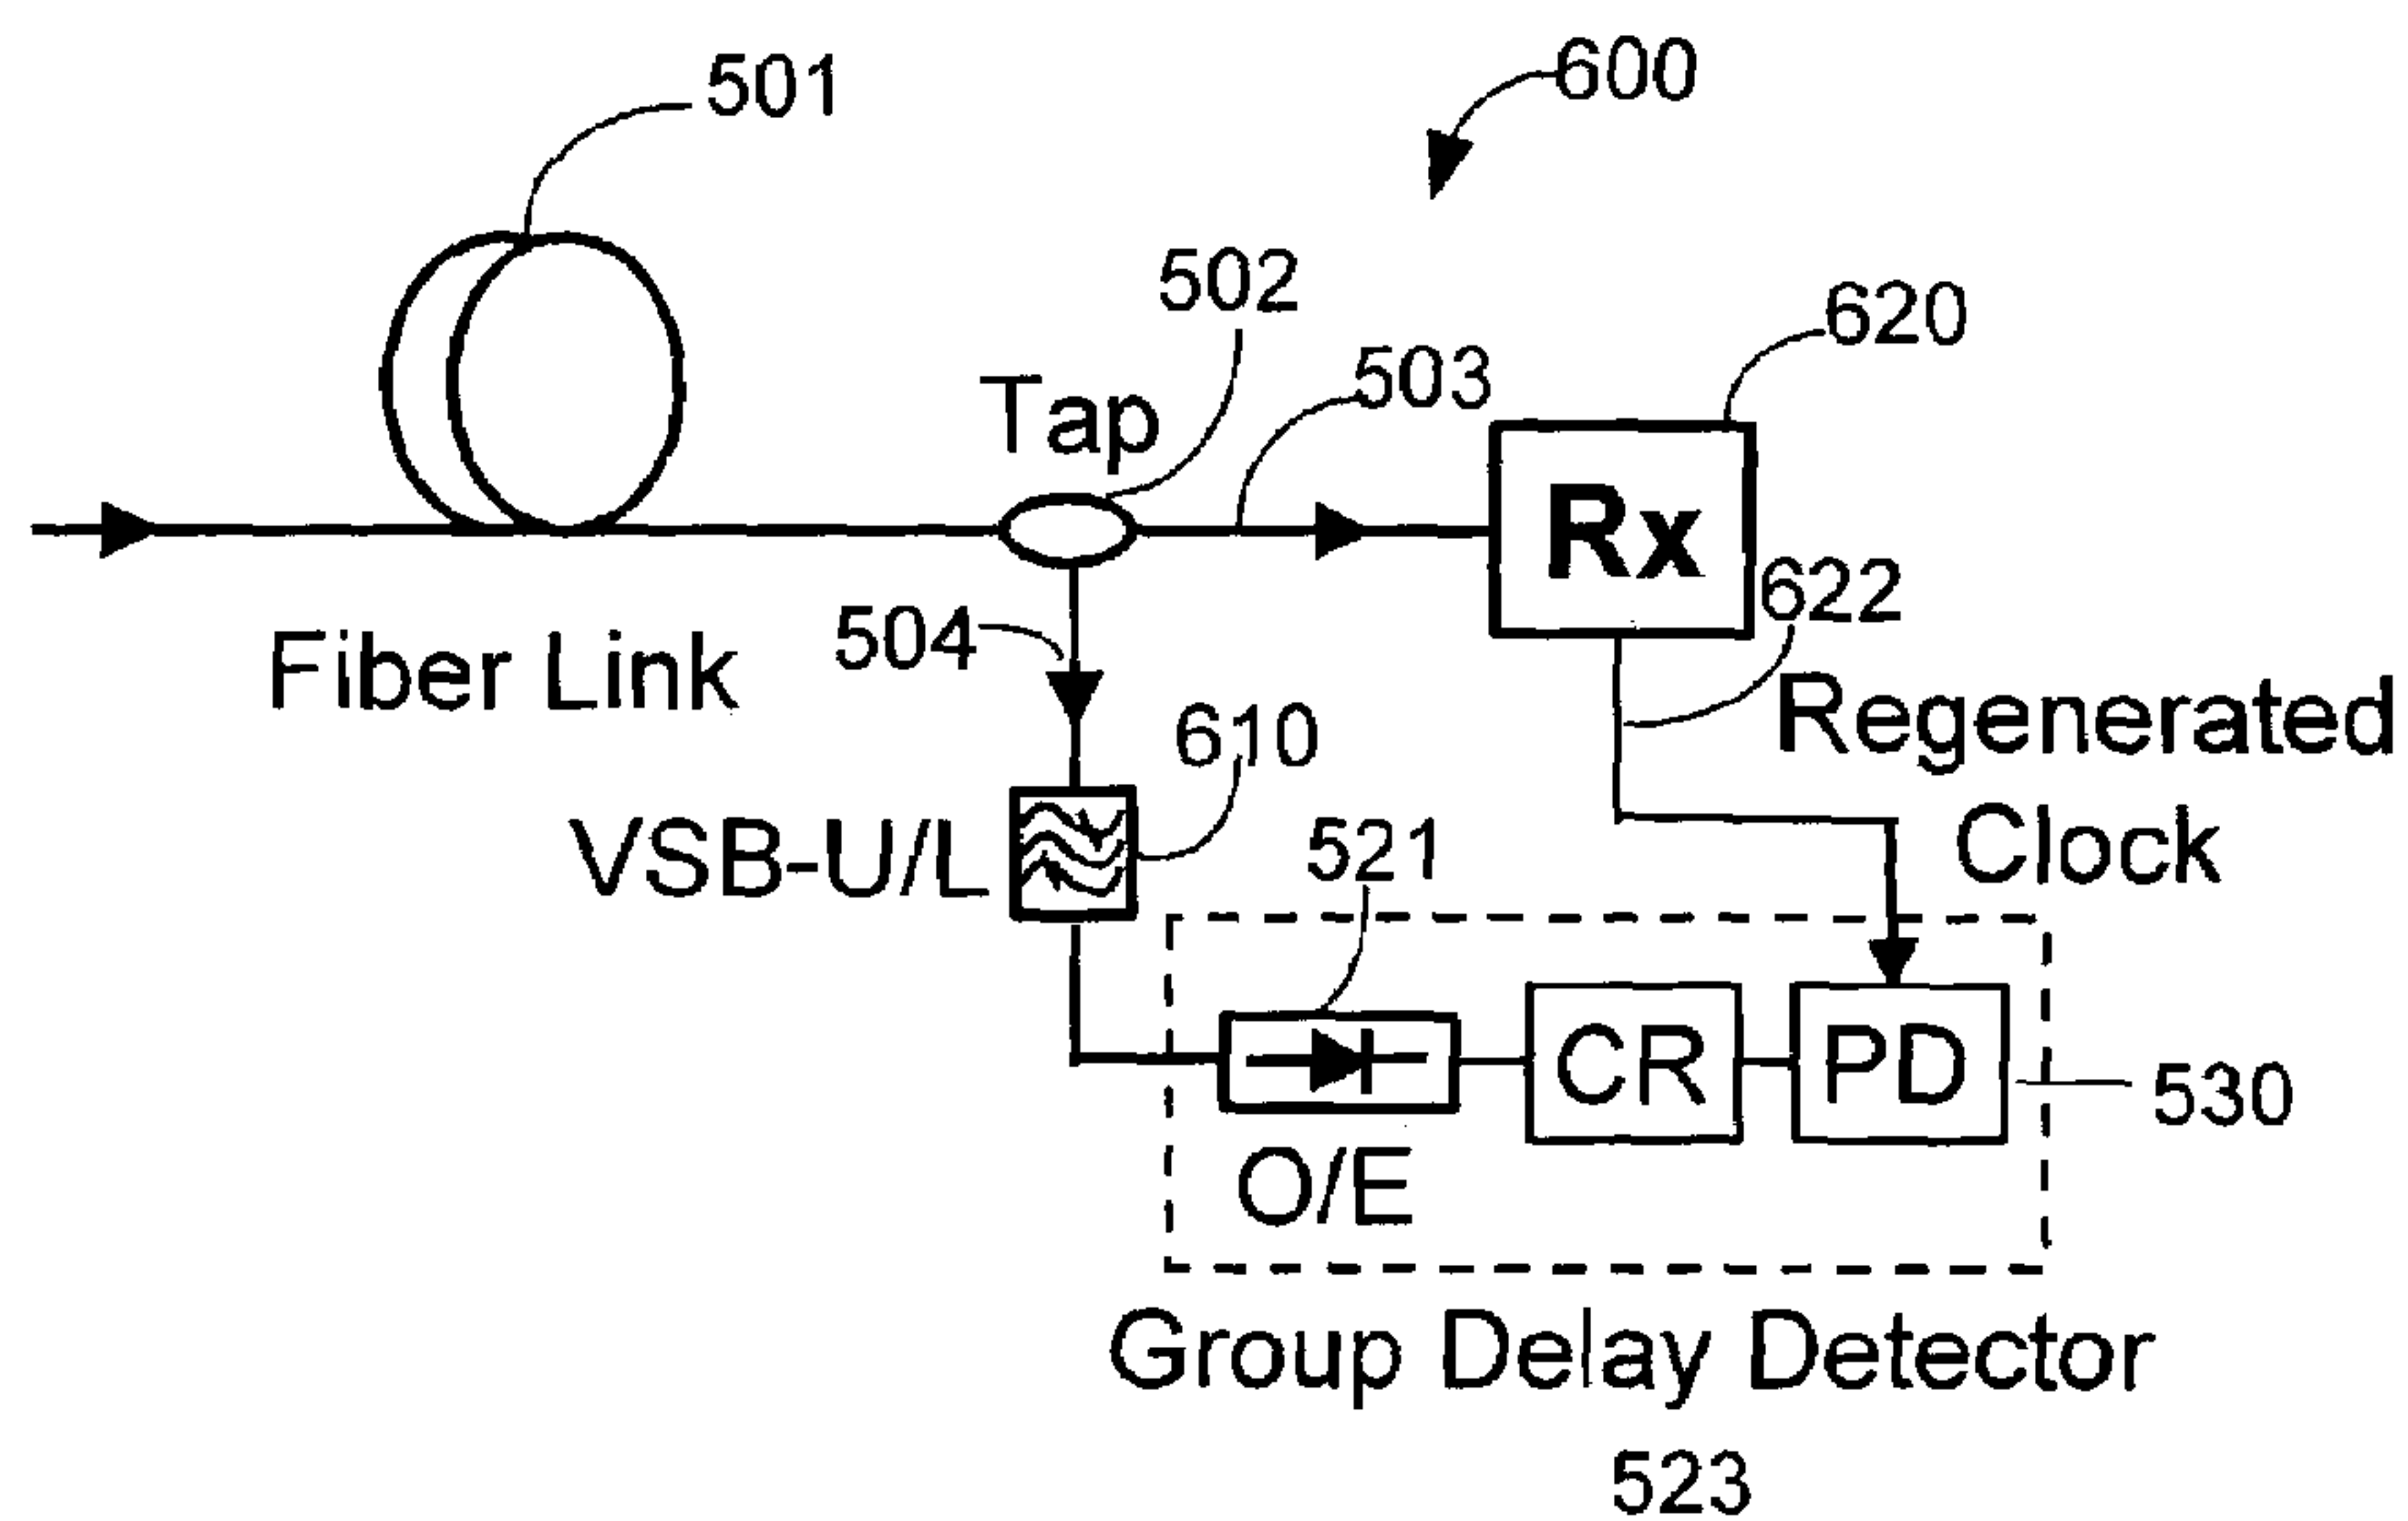 501
600
502
620
503
Tap
Rx
622
504
Fiber Link
Regenerated
610
Clock
VSB-U/L
521
CR
PD
530
O/E
Group Delay Detector
523